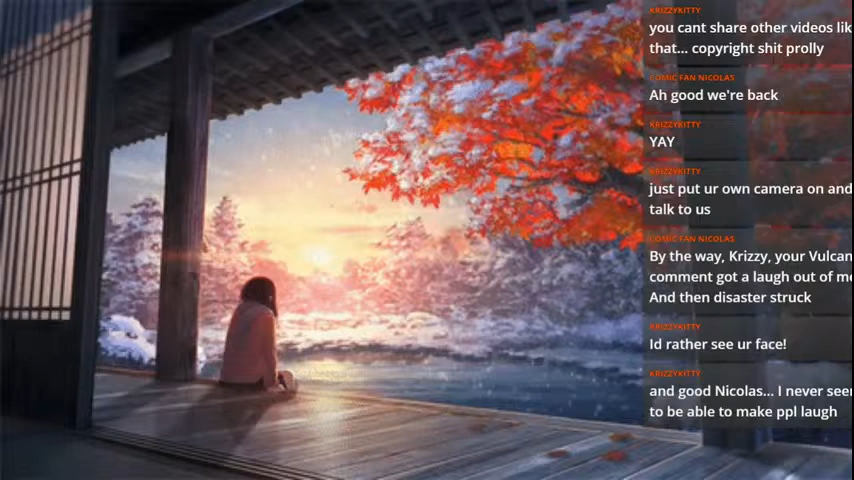 KRIZZYKITTY
you cant share other videos lik
that... copyright shit prolly
COMIC FAN NICOLAS
Ah good we're back
KRIZZYKITTY
YAY
KRIZZYKITTY
just put ur own camera on and
talk to us
COMIC FAN NICOLAS
By the way, Krizzy, your Vulcan
comment got a laugh out of me
And then disaster struck
KRIZZYKITTY
Id rather see ur face!
KRIZZYKITTY
and good Nicolas... I never seem
to be able to make ppl laugh